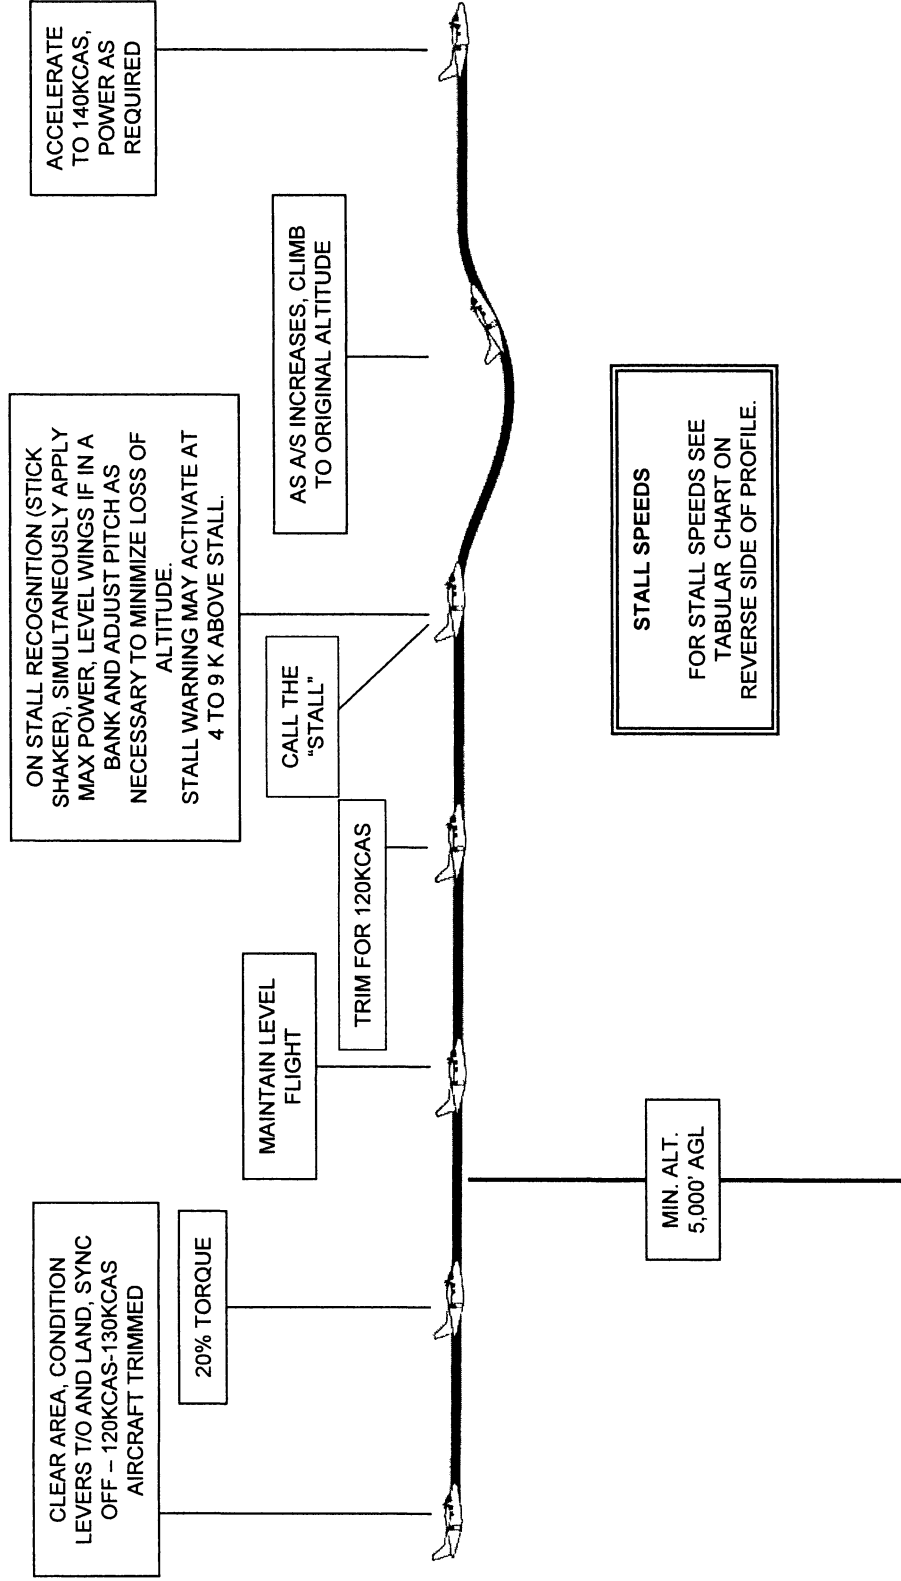 CLEAR AREA, CONDITION
LEVERS T/O AND LAND, SYNC
OFF – 120KCAS-130KCAS
AIRCRAFT TRIMMED
20% TORQUE
MAINTAIN LEVEL
FLIGHT
TRIM FOR 120KCAS
CALL THE
“STALL”
ON STALL RECOGNITION (STICK
SHAKER), SIMULTANEOUSLY APPLY
MAX POWER, LEVEL WINGS IF IN A
BANK AND ADJUST PITCH AS
NECESSARY TO MINIMIZE LOSS OF
ALTITUDE.
STALL WARNING MAY ACTIVATE AT
4 TO 9 K ABOVE STALL.
AS A/S INCREASES, CLIMB
TO ORIGINAL ALTITUDE
ACCELERATE
TO 140KCAS,
POWER AS
REQUIRED
MIN. ALT.
5,000' AGL
STALL SPEEDS
FOR STALL SPEEDS SEE
TABULAR CHART ON
REVERSE SIDE OF PROFILE.